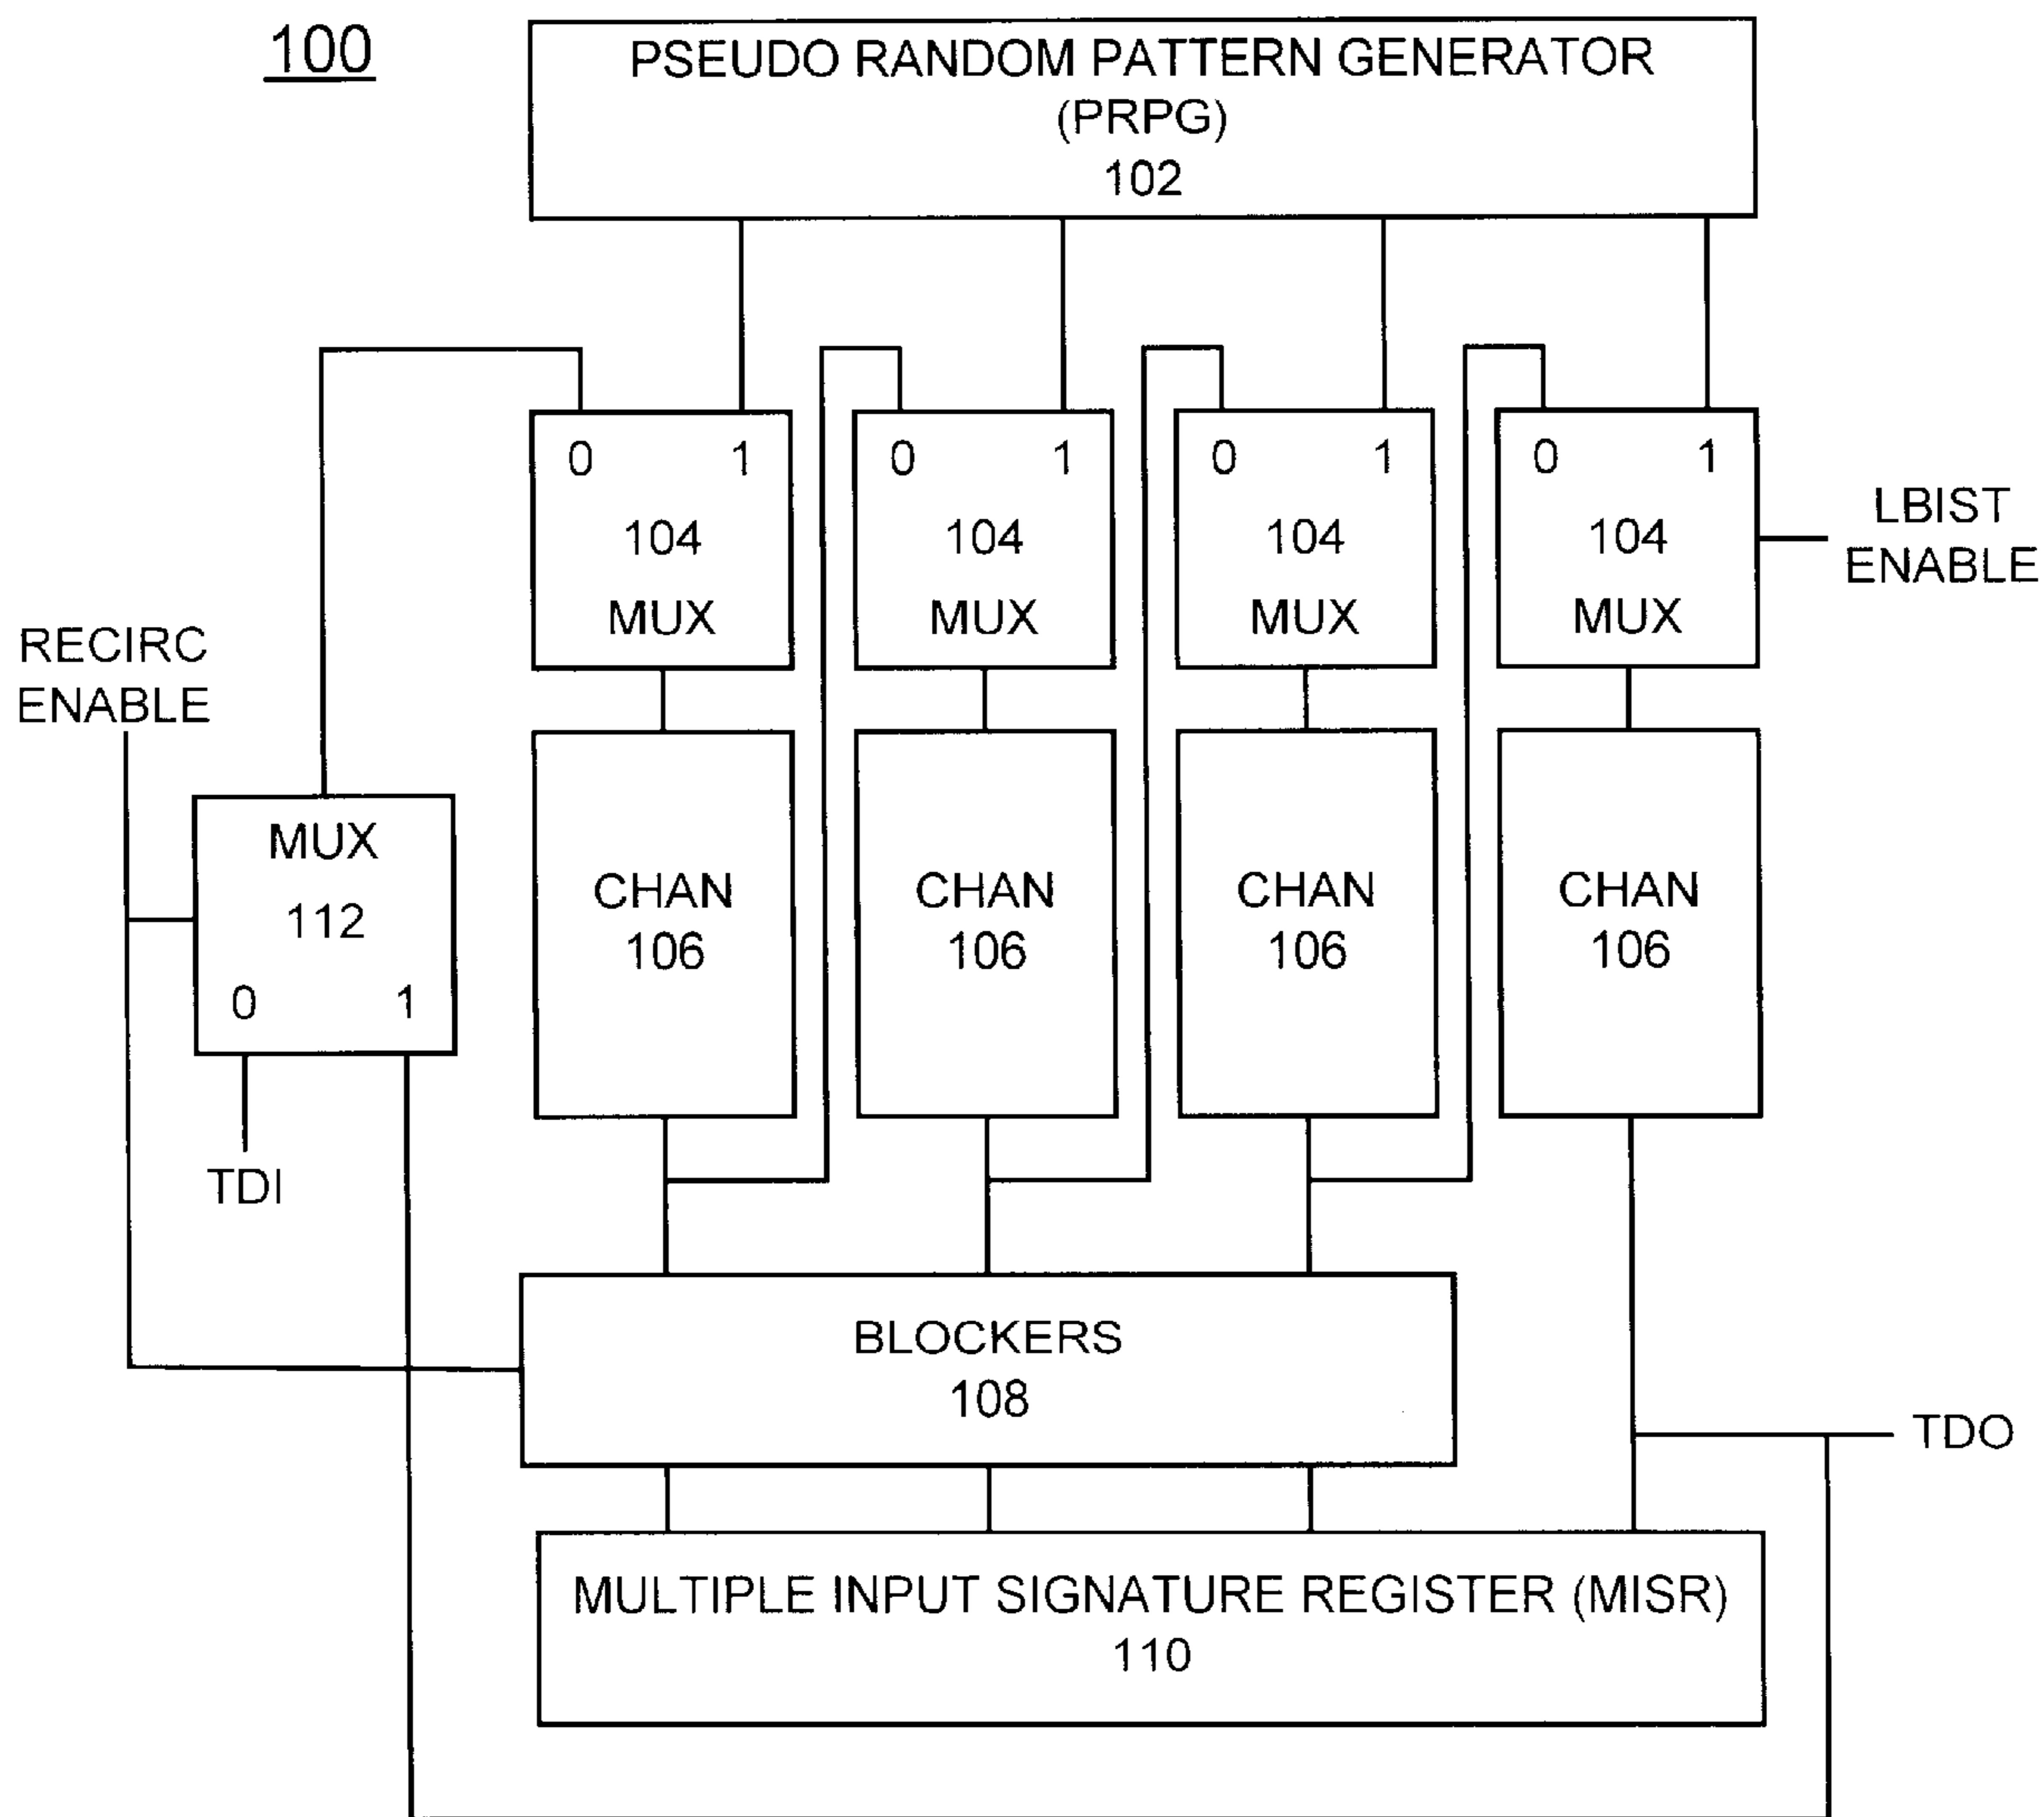 100
PSEUDO RANDOM PATTERN GENERATOR
(PRPG)
102
0 1
104
MUX
0 1
104
MUX
0 1
104
MUX
0 1
104
MUX
LBIST
ENABLE
RECIRC
ENABLE
MUX
112
0 1
TDI
CHAN
106
CHAN
106
CHAN
106
CHAN
106
BLOCKERS
108
TDO
MULTIPLE INPUT SIGNATURE REGISTER (MISR)
110